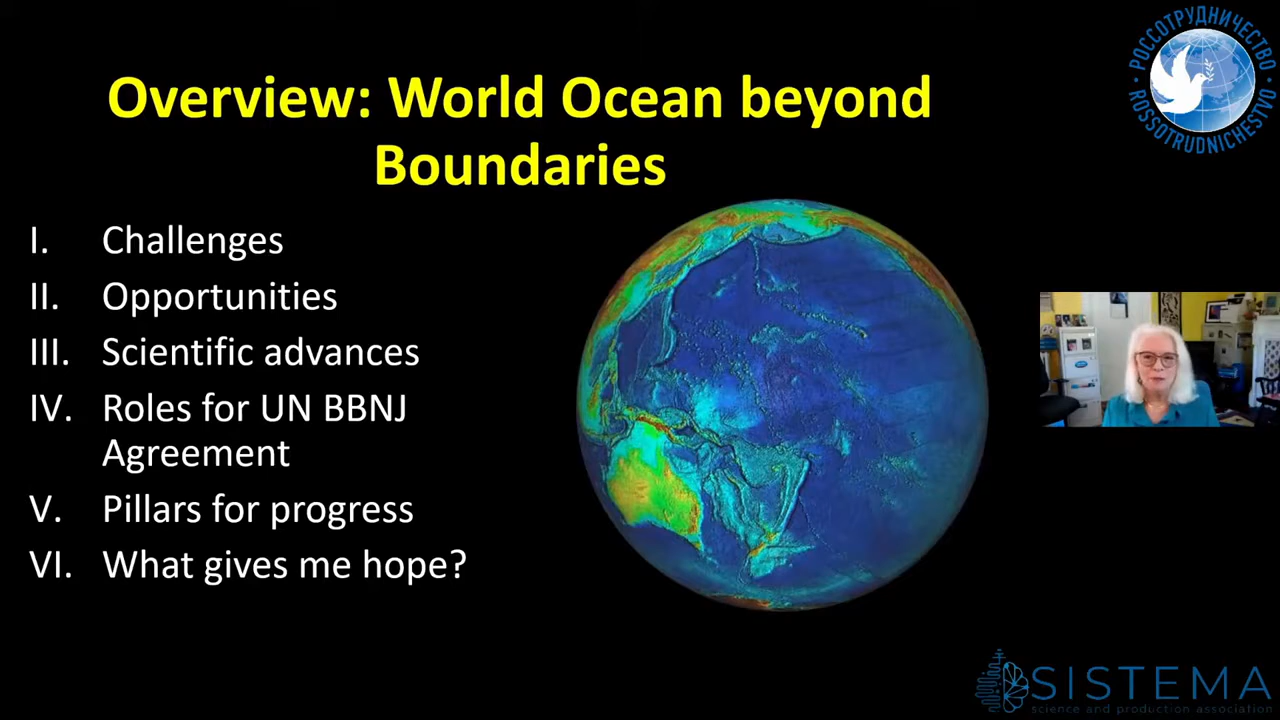 Overview: World Ocean beyond
Boundaries
I. Challenges
II. Opportunities
III. Scientific advances
IV. Roles for UN BBNJ
Agreement
V. Pillars for progress
VI. What gives me hope?
РОССОТРУДНИЧЕСТВО
ROSSOTRUDNICHESTVO
SISTEMA
science and production association